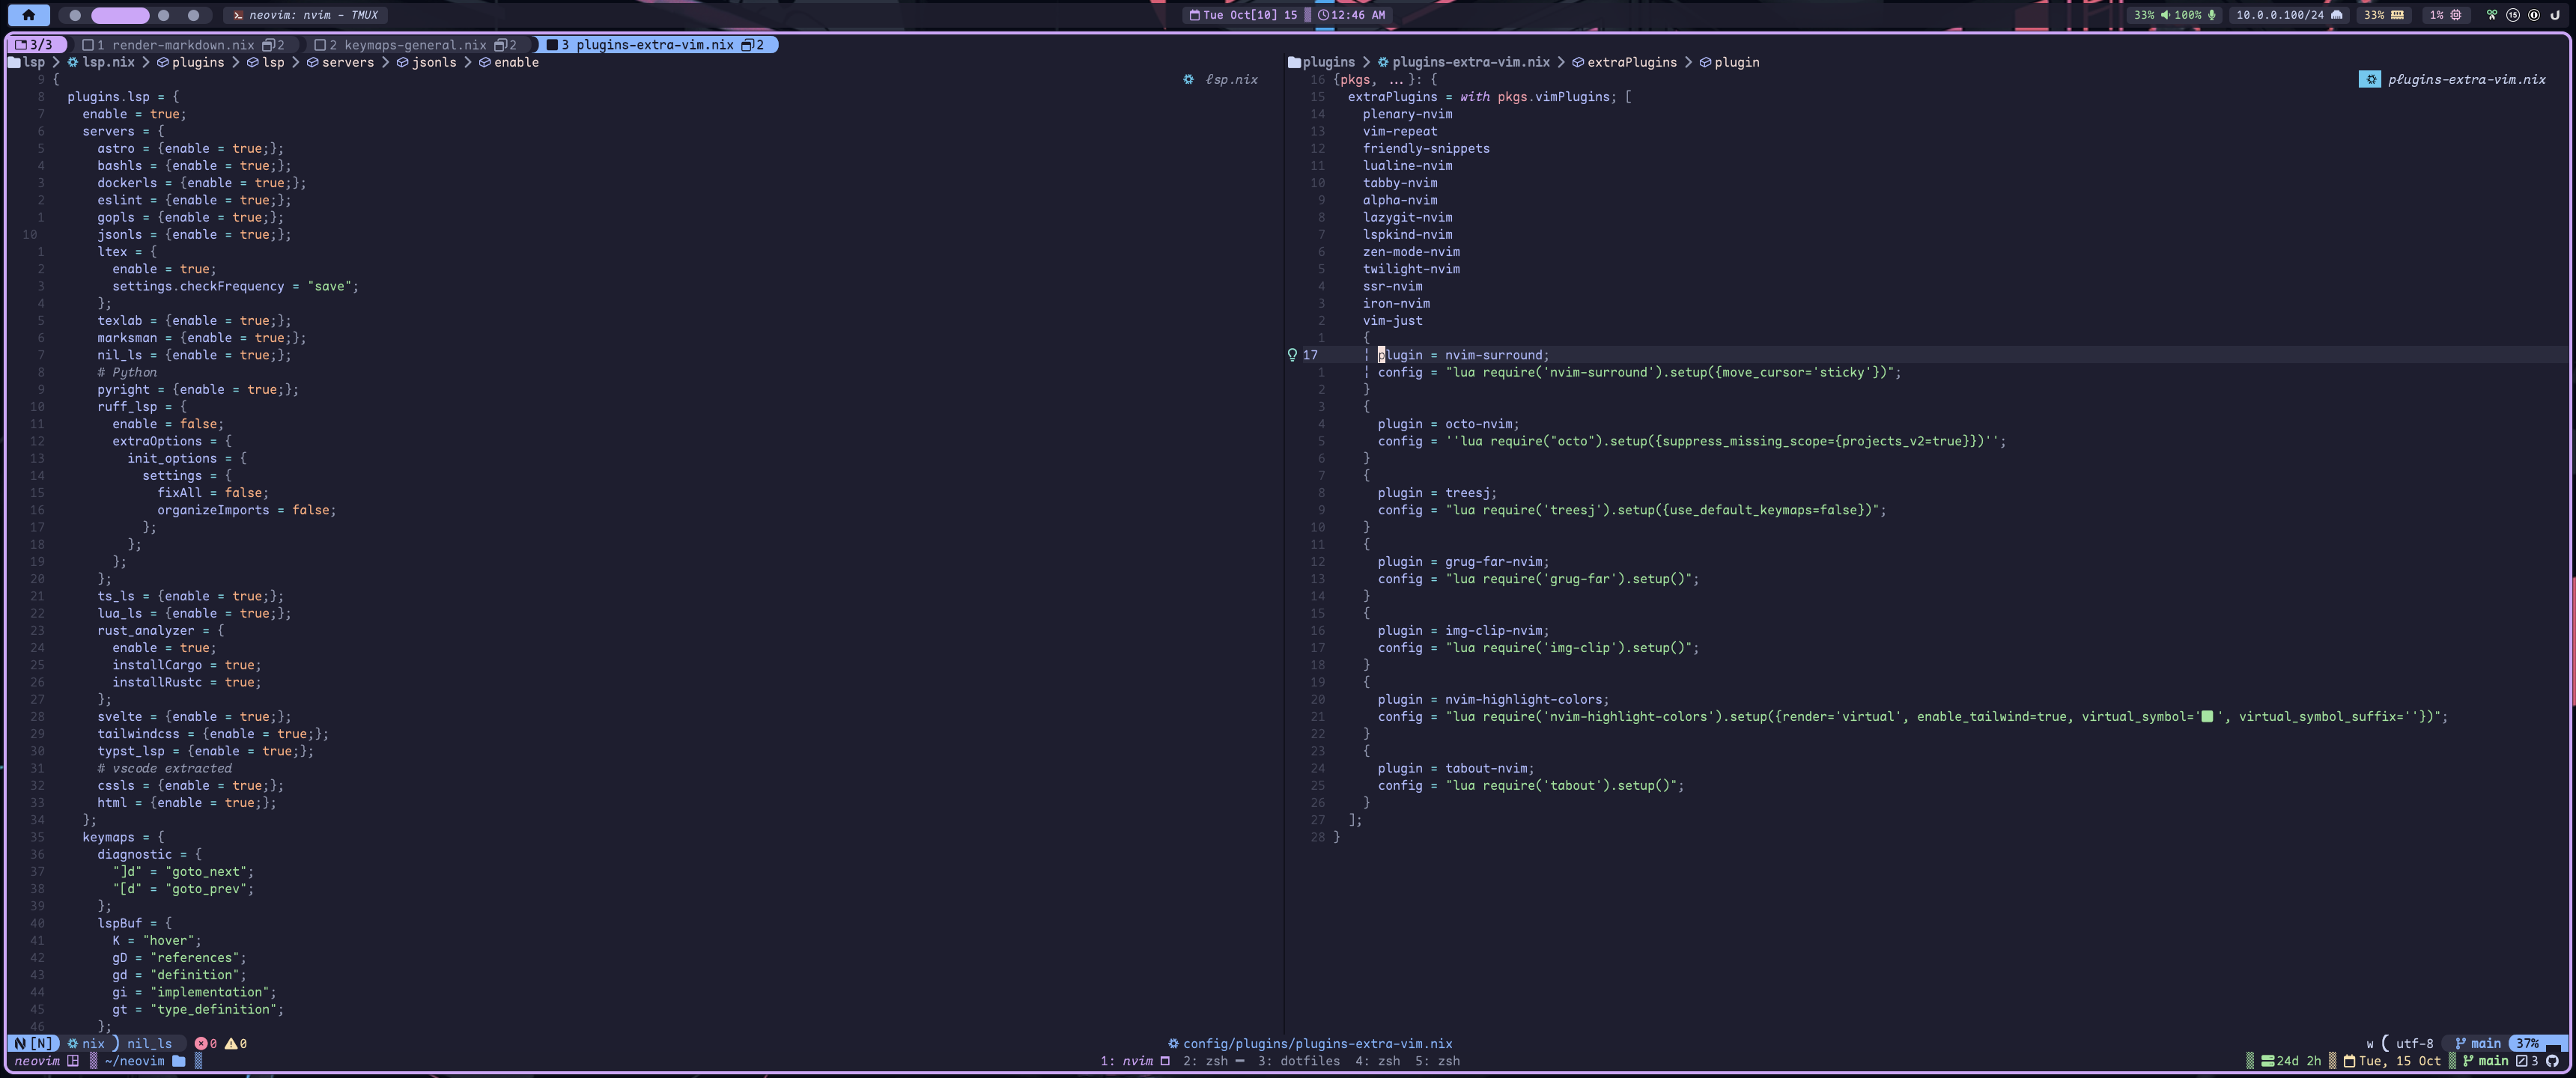 neovim: nvim - TMUX
Tue Oct[10] 15 12:46 AM
33% 100% 10.0.0.100/24 33% 1% 15
3/3 1 render-markdown.nix 2 2 keymaps-general.nix 2 3 plugins-extra-vim.nix 2
lsp > lsp.nix > plugins > lsp > servers > jsonls > enable
lsp.nix
9 {
8 plugins.lsp = {
7 enable = true;
6 servers = {
5 astro = {enable = true;};
4 bashls = {enable = true;};
3 dockerls = {enable = true;};
2 eslint = {enable = true;};
1 gopls = {enable = true;};
10 jsonls = {enable = true;};
1 ltex = {
2 enable = true;
3 settings.checkFrequency = "save";
4 };
5 texlab = {enable = true;};
6 marksman = {enable = true;};
7 nil_ls = {enable = true;};
8 # Python
9 pyright = {enable = true;};
10 ruff_lsp = {
11 enable = false;
12 extraOptions = {
13 init_options = {
14 settings = {
15 fixAll = false;
16 organizeImports = false;
17 };
18 };
19 };
20 };
21 ts_ls = {enable = true;};
22 lua_ls = {enable = true;};
23 rust_analyzer = {
24 enable = true;
25 installCargo = true;
26 installRustc = true;
27 };
28 svelte = {enable = true;};
29 tailwindcss = {enable = true;};
30 typst_lsp = {enable = true;};
31 # vscode extracted
32 cssls = {enable = true;};
33 html = {enable = true;};
34 };
35 keymaps = {
36 diagnostic = {
37 "]d" = "goto_next";
38 "[d" = "goto_prev";
39 };
40 lspBuf = {
41 K = "hover";
42 gD = "references";
43 gd = "definition";
44 gi = "implementation";
45 gt = "type_definition";
46 };
plugins > plugins-extra-vim.nix > extraPlugins > plugin
plugins-extra-vim.nix
16 {pkgs, ...}: {
15 extraPlugins = with pkgs.vimPlugins; [
14 plenary-nvim
13 vim-repeat
12 friendly-snippets
11 lualine-nvim
10 tabby-nvim
9 alpha-nvim
8 lazygit-nvim
7 lspkind-nvim
6 zen-mode-nvim
5 twilight-nvim
4 ssr-nvim
3 iron-nvim
2 vim-just
1 {
17 plugin = nvim-surround;
1 config = "lua require('nvim-surround').setup({move_cursor='sticky'})";
2 }
3 {
4 plugin = octo-nvim;
5 config = ''lua require("octo").setup({suppress_missing_scope={projects_v2=true}})'';
6 }
7 {
8 plugin = treesj;
9 config = "lua require('treesj').setup({use_default_keymaps=false})";
10 }
11 {
12 plugin = grug-far-nvim;
13 config = "lua require('grug-far').setup()";
14 }
15 {
16 plugin = img-clip-nvim;
17 config = "lua require('img-clip').setup()";
18 }
19 {
20 plugin = nvim-highlight-colors;
21 config = "lua require('nvim-highlight-colors').setup({render='virtual', enable_tailwind=true, virtual_symbol='■ ', virtual_symbol_suffix=''})";
22 }
23 {
24 plugin = tabout-nvim;
25 config = "lua require('tabout').setup()";
26 }
27 ];
28 }
[N] nix ) nil_ls 0 0 config/plugins/plugins-extra-vim.nix w ( utf-8 main 37%
neovim ~/neovim 1: nvim 2: zsh 3: dotfiles 4: zsh 5: zsh 24d 2h Tue, 15 Oct main 3